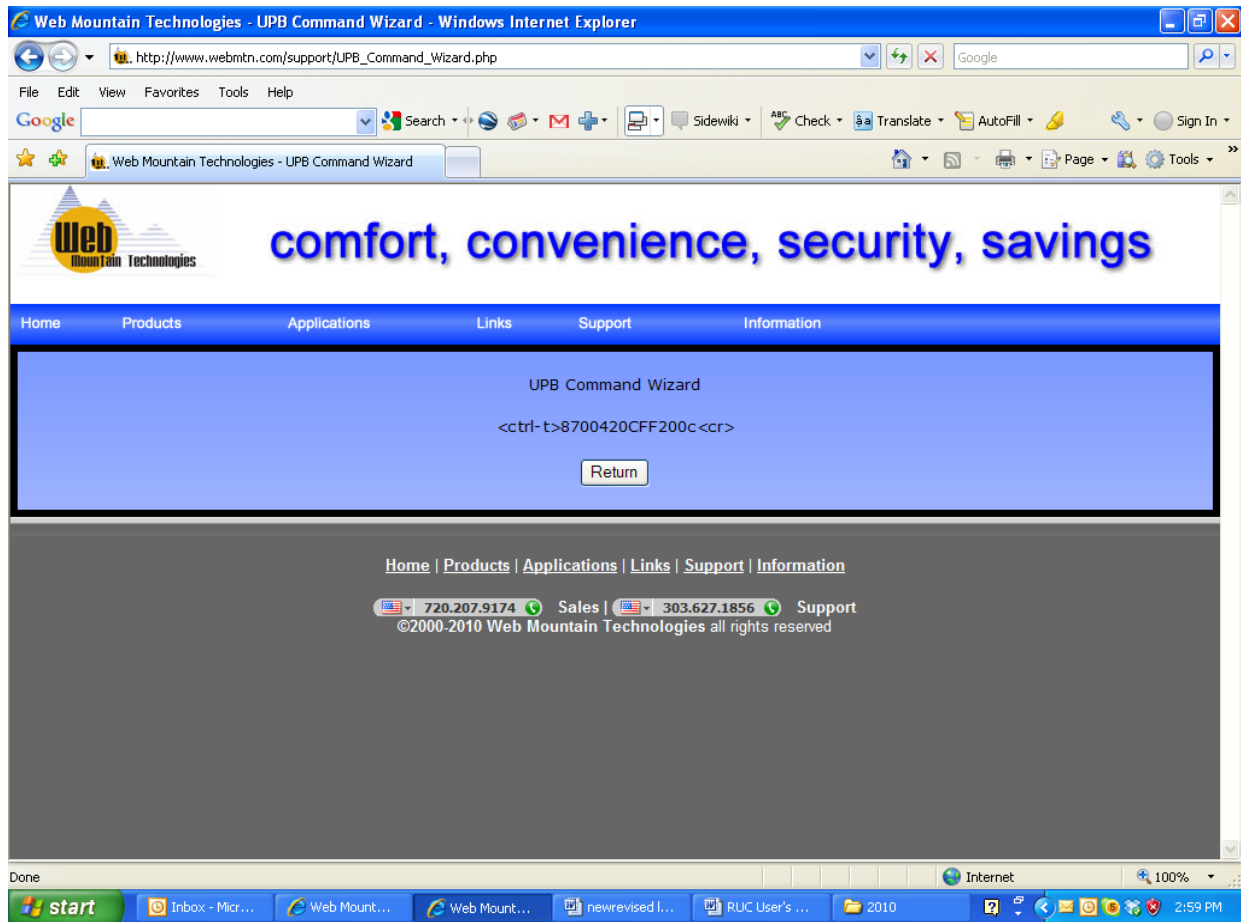 Web Mountain Technologies - UPB Command Wizard - Windows Internet Explorer
http://www.webmtn.com/support/UPB_Command_Wizard.php
Google
File Edit View Favorites Tools Help
Google Search Sidewiki ABC Check Translate AutoFill Sign In
Web Mountain Technologies - UPB Command Wizard Page Tools
Web Mountain Technologies
comfort, convenience, security, savings
Home Products Applications Links Support Information
UPB Command Wizard
<ctrl-t>8700420CFF200c<cr>
Return
Home | Products | Applications | Links | Support | Information
720.207.9174 Sales | 303.627.1856 Support
©2000-2010 Web Mountain Technologies all rights reserved
Done Internet 100%
start Inbox - Micr... Web Mount... Web Mount... newrevised l... RUC User's ... 2010 2:59 PM